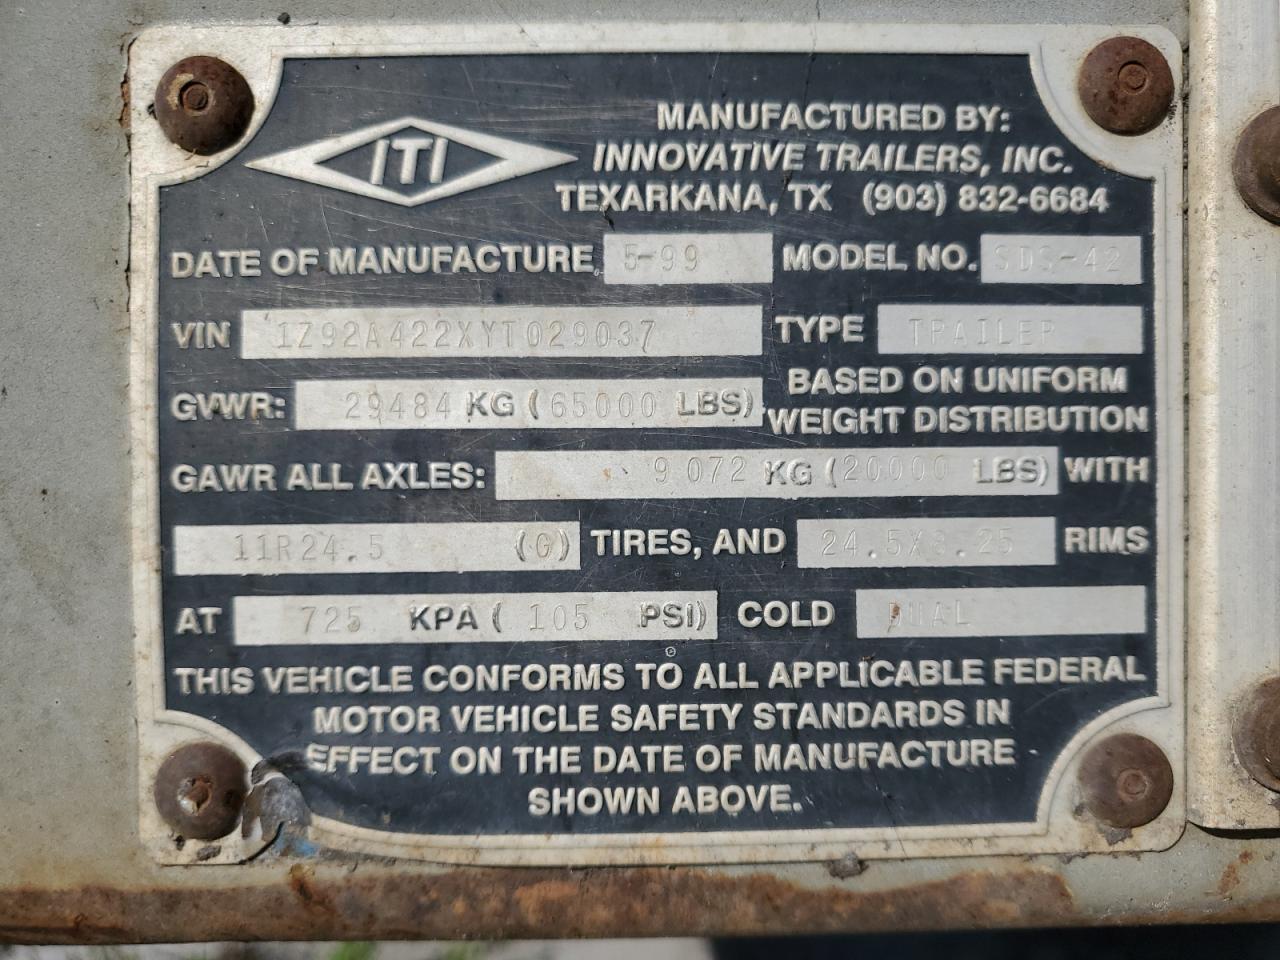 ITI
MANUFACTURED BY:
INNOVATIVE TRAILERS, INC.
TEXARKANA, TX (903) 832-6684
DATE OF MANUFACTURE 5-99 MODEL NO. SDS-42
VIN 1Z92A422XYT029037 TYPE TRAILER
GVWR: 29484 KG (65000 LBS) BASED ON UNIFORM WEIGHT DISTRIBUTION
GAWR ALL AXLES: 9072 KG (20000 LBS) WITH
11R24.5 (G) TIRES, AND 24.5X8.25 RIMS
AT 725 KPA (105 PSI) COLD DUAL
THIS VEHICLE CONFORMS TO ALL APPLICABLE FEDERAL
MOTOR VEHICLE SAFETY STANDARDS IN
EFFECT ON THE DATE OF MANUFACTURE
SHOWN ABOVE.